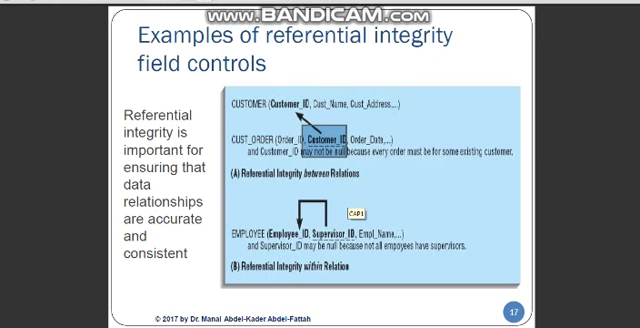 www.BANDICAM.com
Examples of referential integrity
field controls
Referential
integrity is
important for
ensuring that
data
relationships
are accurate
and
consistent
CUSTOMER (Customer_ID, Cust_Name, Cust_Address,...)
CUST_ORDER (Order_ID, Customer_ID, Order_Date,...)
and Customer_ID may not be null because every order must be for some existing customer.
(A) Referential Integrity between Relations
CAP1
EMPLOYEE (Employee_ID, Supervisor_ID, Empl_Name,...)
and Supervisor_ID may be null because not all empoyees have supervisors.
(B) Referential Integrity within Relation
© 2017 by Dr. Manal Abdel-Kader Abdel-Fattah
17